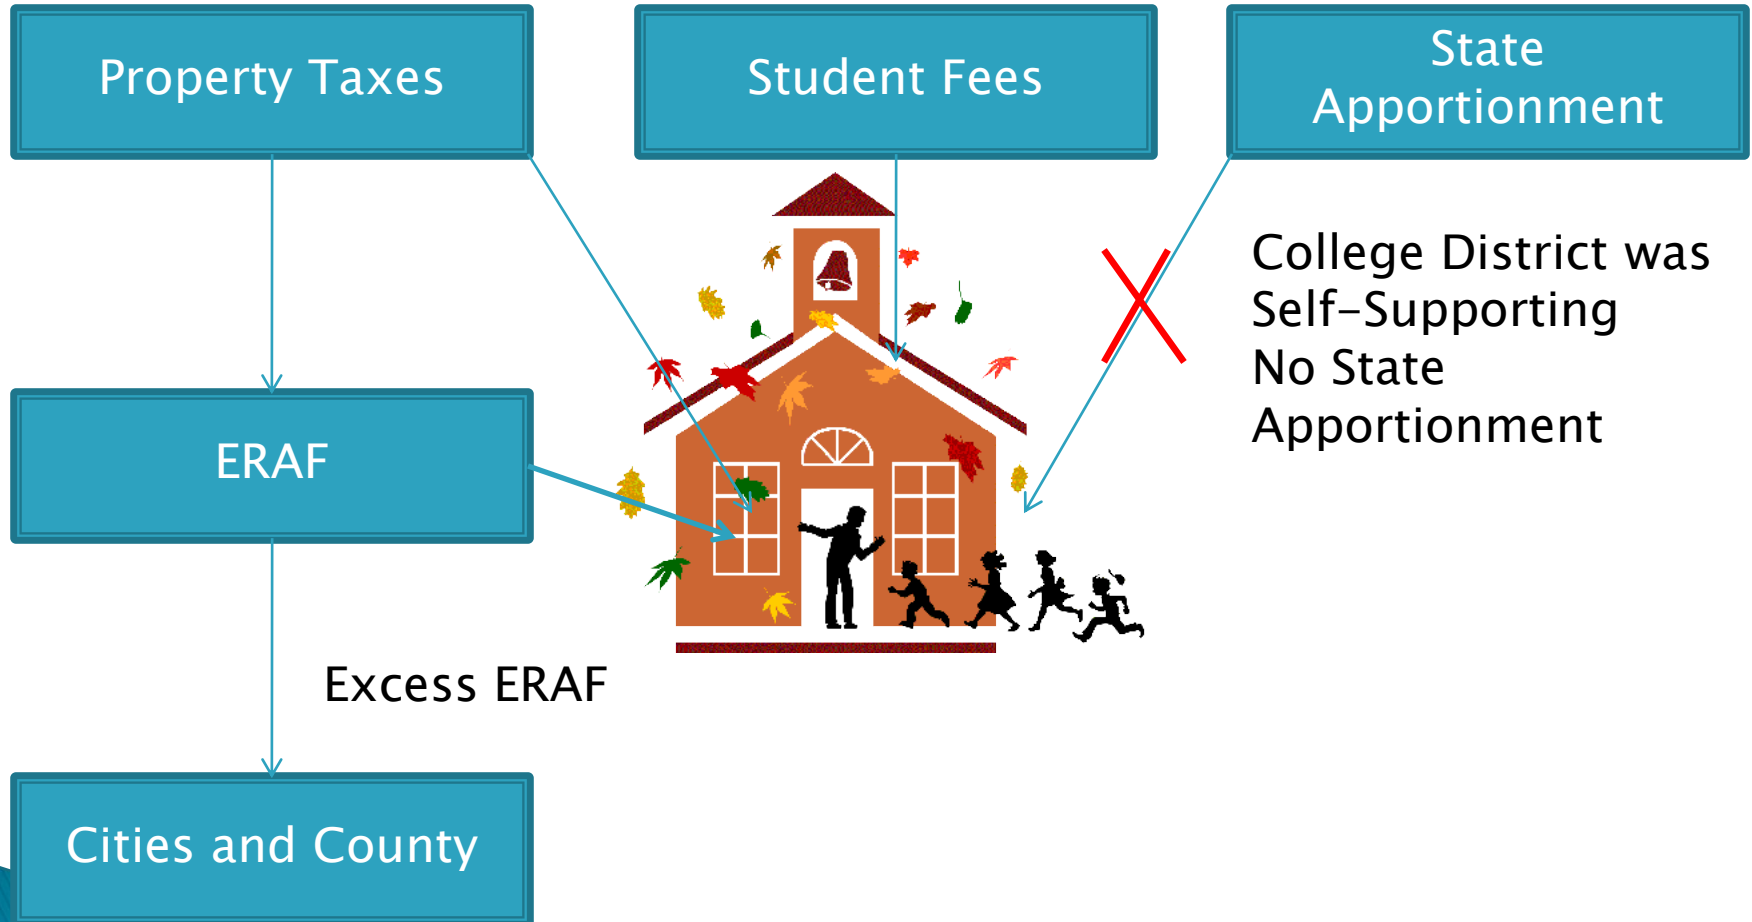 Property Taxes
Student Fees
State
Apportionment
College District was
Self-Supporting
No State
Apportionment
ERAF
Excess ERAF
Cities and County